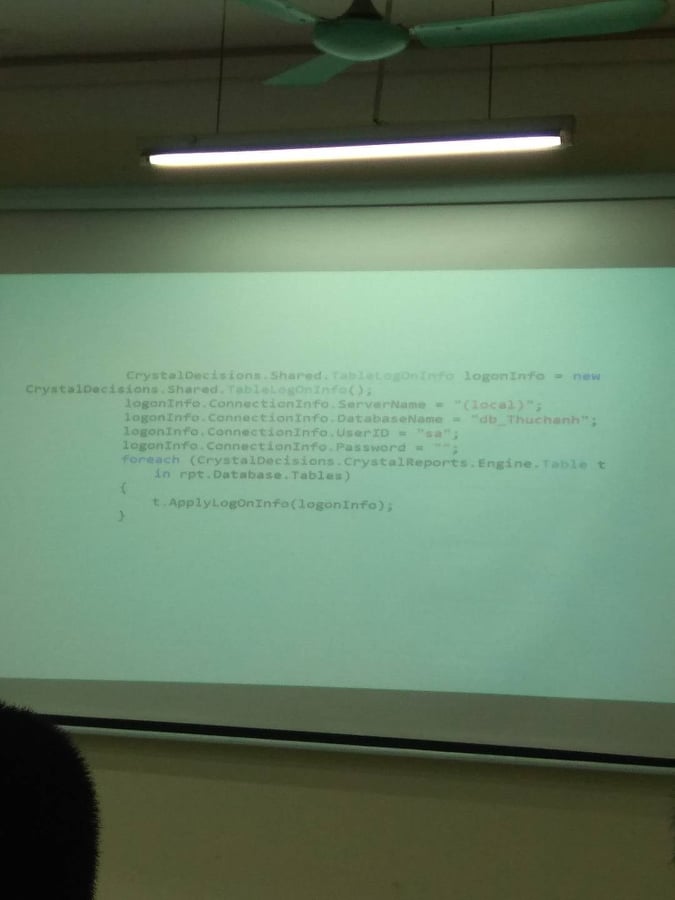 CrystalDecisions.Shared.TableLogOnInfo logonInfo = new
CrystalDecisions.Shared.TableLogOnInfo();
logonInfo.ConnectionInfo.ServerName = "(local)";
logonInfo.ConnectionInfo.DatabaseName = "db_Thuchanh";
logonInfo.ConnectionInfo.UserID = "sa";
logonInfo.ConnectionInfo.Password = "";
foreach (CrystalDecisions.CrystalReports.Engine.Table t
in rpt.Database.Tables)
{
t.ApplyLogOnInfo(logonInfo);
}